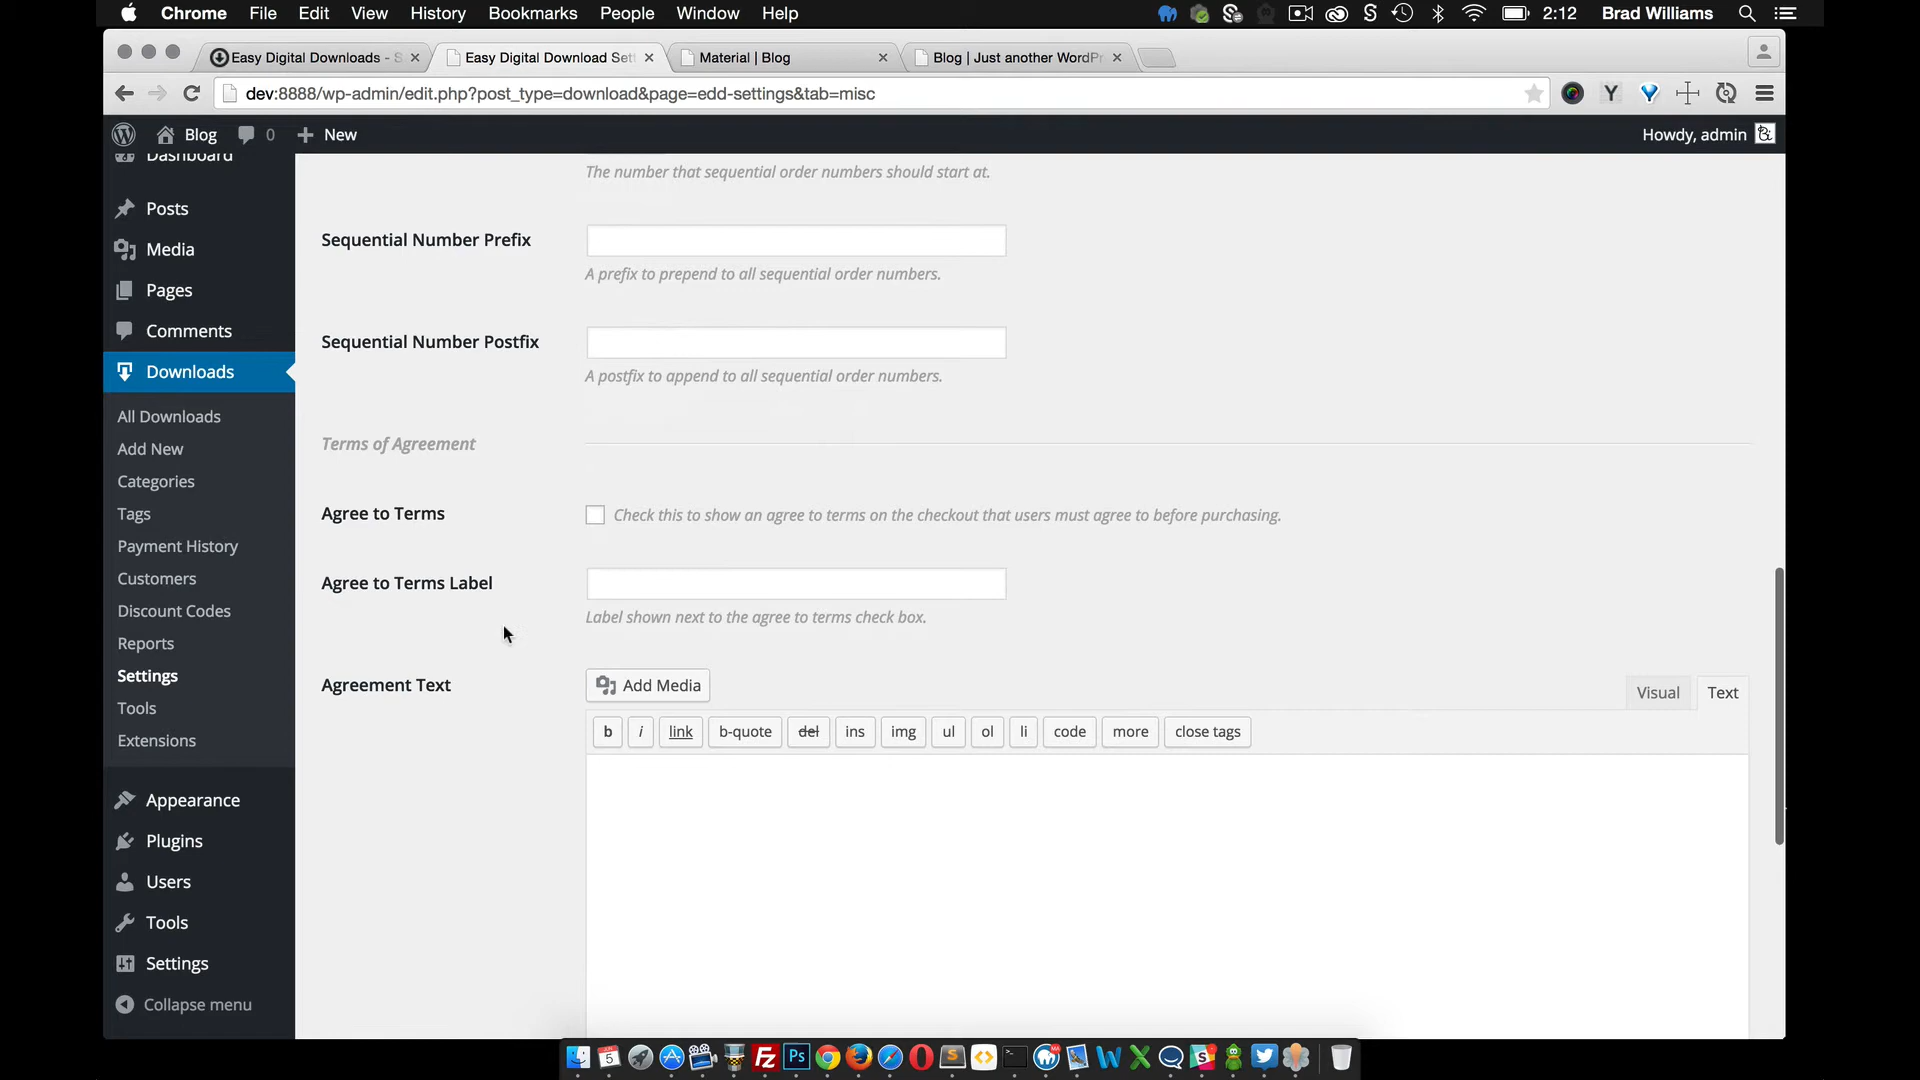 Chrome File Edit View History Bookmarks People Window Help 2:12 Brad Williams
Easy Digital Downloads - S
Easy Digital Download Set
Material | Blog
Blog | Just another WordPr
dev:8888/wp-admin/edit.php?post_type=download&page=edd-settings&tab=misc
Blog 0 New Howdy, admin
Dashboard
Posts
Media
Pages
Comments
Downloads
All Downloads
Add New
Categories
Tags
Payment History
Customers
Discount Codes
Reports
Settings
Tools
Extensions
Appearance
Plugins
Users
Tools
Settings
Collapse menu
The number that sequential order numbers should start at.
Sequential Number Prefix
A prefix to prepend to all sequential order numbers.
Sequential Number Postfix
A postfix to append to all sequential order numbers.
Terms of Agreement
Agree to Terms
Check this to show an agree to terms on the checkout that users must agree to before purchasing.
Agree to Terms Label
Label shown next to the agree to terms check box.
Agreement Text
Add Media
Visual Text
b i link b-quote del ins img ul ol li code more close tags